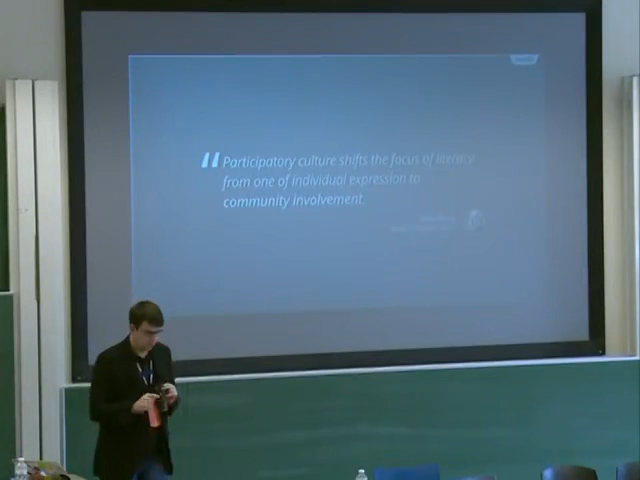 Participatory culture shifts the focus of literacy
from one of individual expression to
community involvement.